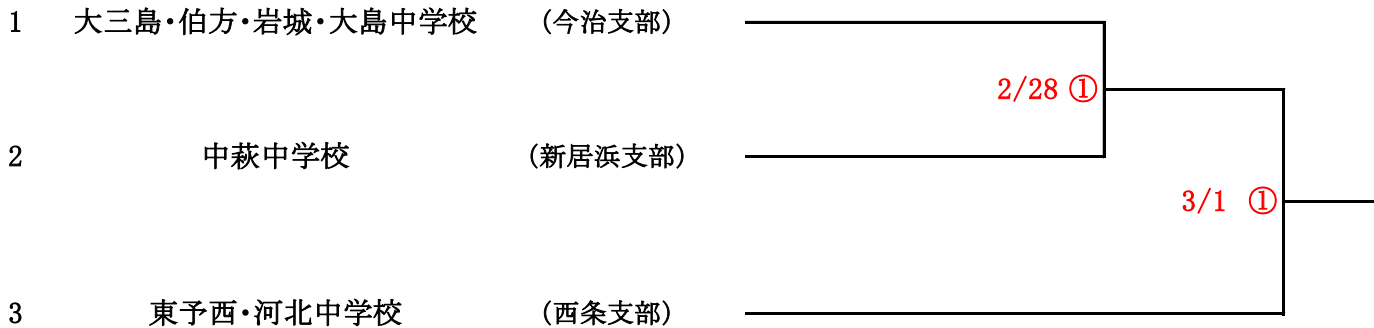 1 大三島・伯方・岩城・大島中学校 (今治支部)
2/28 ①
2 中萩中学校 (新居浜支部)
3/1 ①
3 東予西・河北中学校 (西条支部)